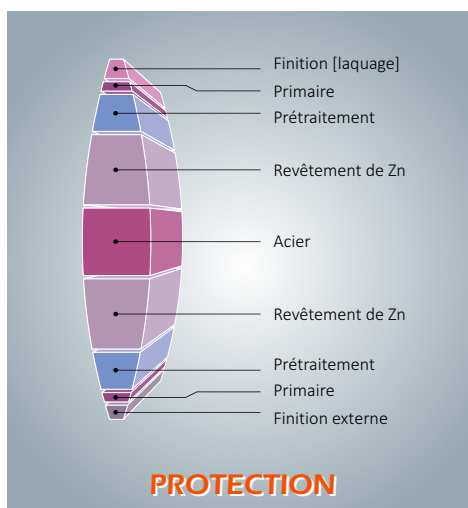 Finition [laquage]
Primaire
Prétraitement
Revêtement de Zn
Acier
Revêtement de Zn
Prétraitement
Primaire
Finition externe
PROTECTION